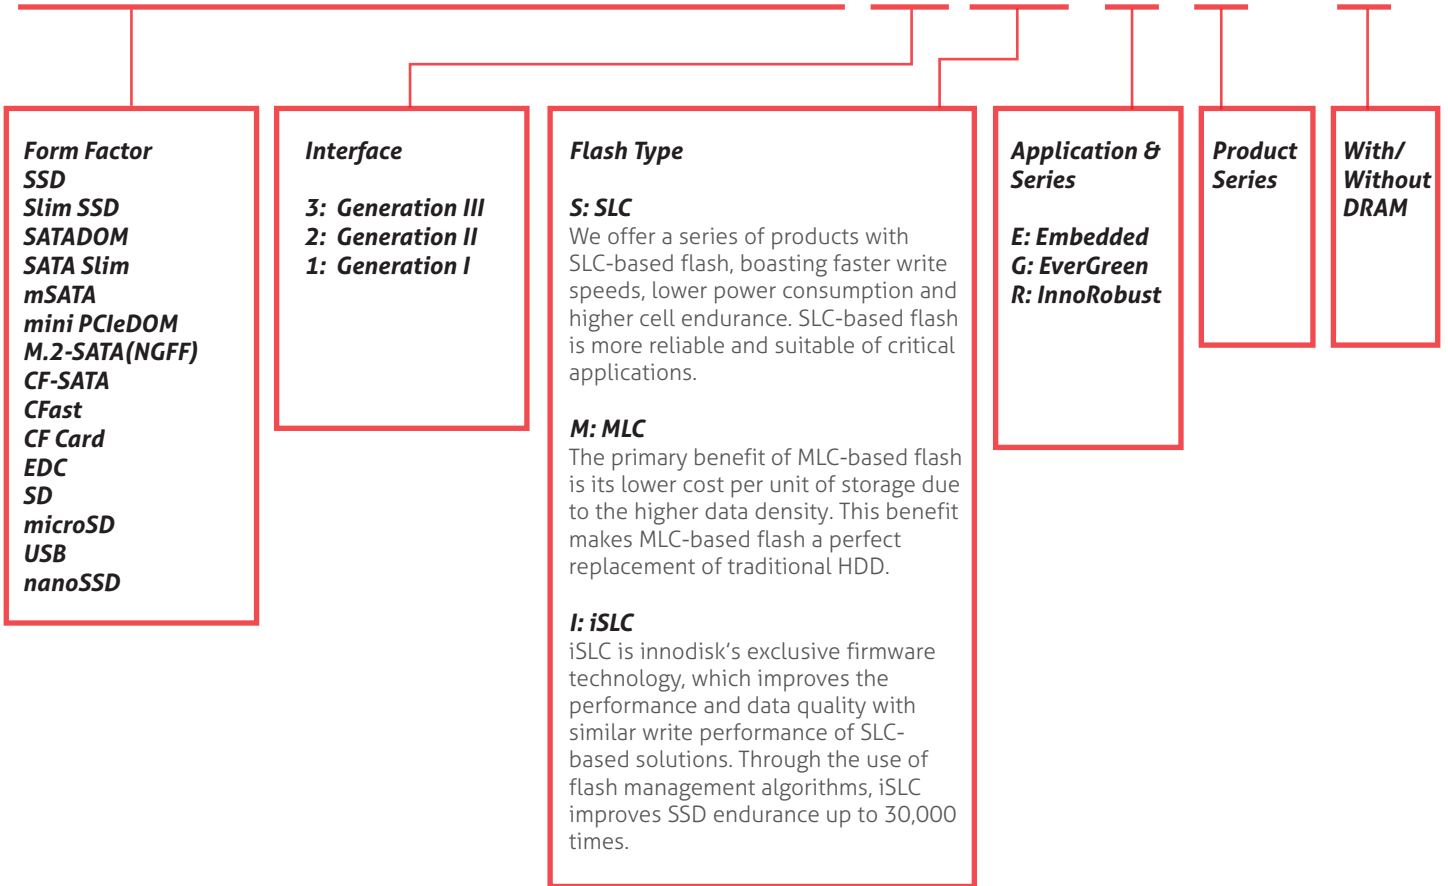 Form Factor
SSD
Slim SSD
SATADOM
SATA Slim
mSATA
mini PCIeDOM
M.2-SATA(NGFF)
CF-SATA
CFast
CF Card
EDC
SD
microSD
USB
nanoSSD
Interface
3: Generation III
2: Generation II
1: Generation I
Flash Type
S: SLC
We offer a series of products with
SLC-based flash, boasting faster write
speeds, lower power consumption and
higher cell endurance. SLC-based flash
is more reliable and suitable of critical
applications.
M: MLC
The primary benefit of MLC-based flash
is its lower cost per unit of storage due
to the higher data density. This benefit
makes MLC-based flash a perfect
replacement of traditional HDD.
I: iSLC
iSLC is innodisk’s exclusive firmware
technology, which improves the
performance and data quality with
similar write performance of SLC-
based solutions. Through the use of
flash management algorithms, iSLC
improves SSD endurance up to 30,000
times.
Application &
Series
E: Embedded
G: EverGreen
R: InnoRobust
Product
Series
With/
Without
DRAM